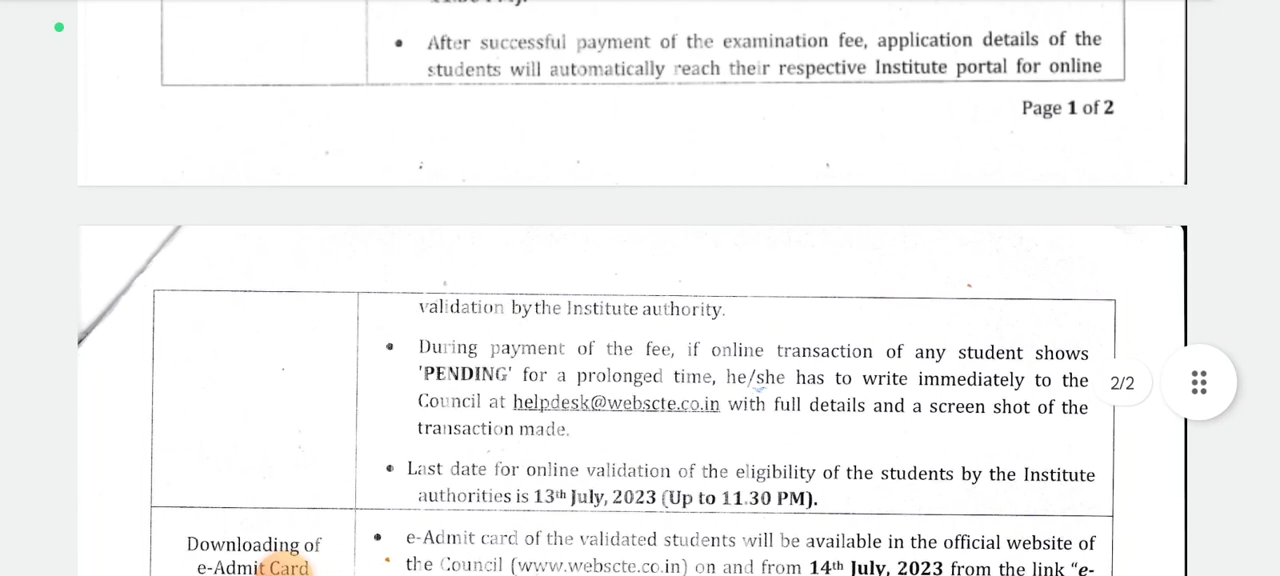 After successful payment of the examination fee, application details of the
students will automatically reach their respective Institute portal for online
Page 1 of 2
validation by the Institute authority.
During payment of the fee, if online transaction of any student shows
'PENDING' for a prolonged time, he/she has to write immediately to the
Council at helpdesk@webscte.co.in with full details and a screen shot of the
transaction made.
2/2
Last date for online validation of the eligibility of the students by the Institute
authorities is 13th July, 2023 (Up to 11.30 PM).
Downloading of
e-Admit Card
e-Admit card of the validated students will be available in the official website of
the Council (www.webscte.co.in) on and from 14th July, 2023 from the link "e-